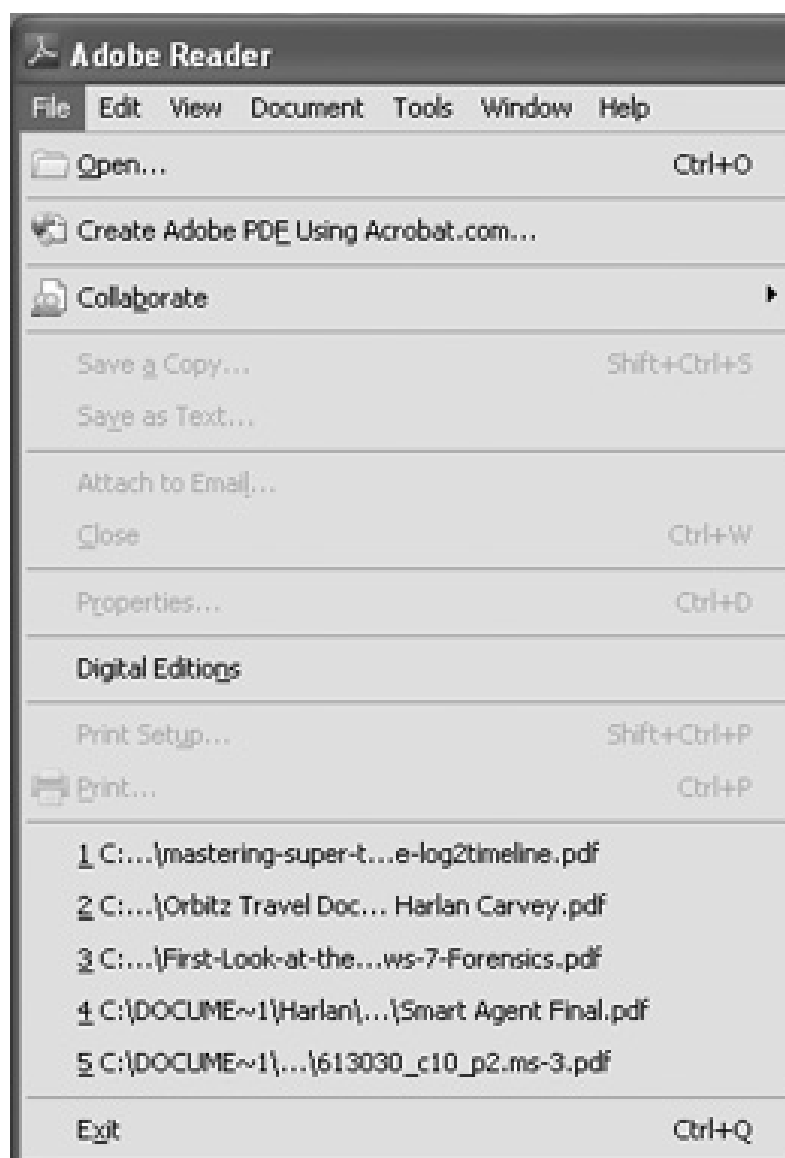 Adobe Reader
File Edit View Document Tools Window Help
Open... Ctrl+O
Create Adobe PDF Using Acrobat.com...
Collaborate
Save a Copy... Shift+Ctrl+S
Save as Text...
Attach to Email...
Close Ctrl+W
Properties... Ctrl+D
Digital Editions
Print Setup... Shift+Ctrl+P
Print... Ctrl+P
1 C:...\mastering-super-t...e-log2timeline.pdf
2 C:...\Orbitz Travel Doc... Harlan Carvey.pdf
3 C:...\First-Look-at-the...ws-7-Forensics.pdf
4 C:\DOCUME~1\Harlan\...\Smart Agent Final.pdf
5 C:\DOCUME~1\...\613030_c10_p2.ms-3.pdf
Exit Ctrl+Q